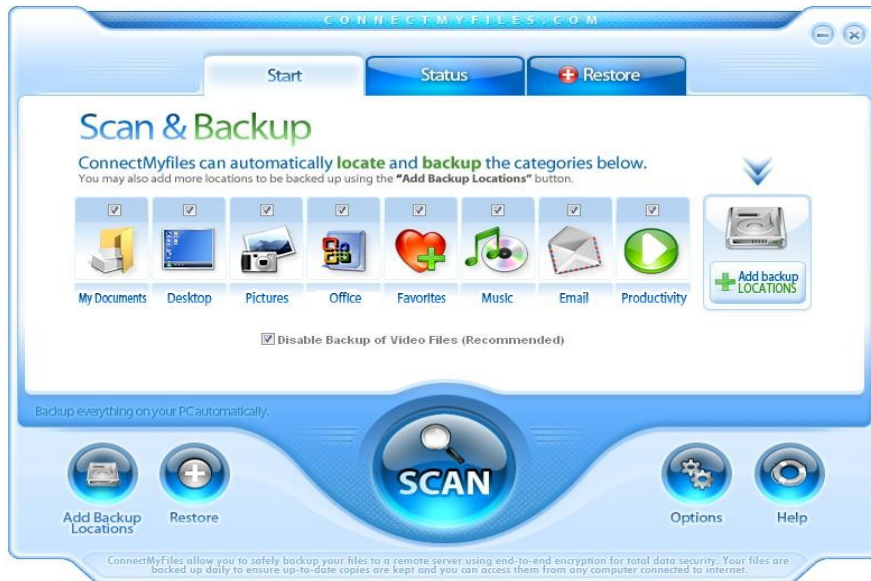 CONNECTMYFILES.COM
Start
Status
Restore
Scan & Backup
ConnectMyfiles can automatically locate and backup the categories below.
You may also add more locations to be backed up using the "Add Backup Locations" button.
My Documents
Desktop
Pictures
Office
Favorites
Music
Email
Productivity
Add backup
LOCATIONS
Disable Backup of Video Files (Recommended)
Backup everything on your PC automatically.
SCAN
Add Backup
Locations
Restore
Options
Help
ConnectMyFiles allow you to safely backup your files to a remote server using end-to-end encryption for total data security. Your files are
backed up daily to ensure up-to-date copies are kept and you can access them from any computer connected to internet.